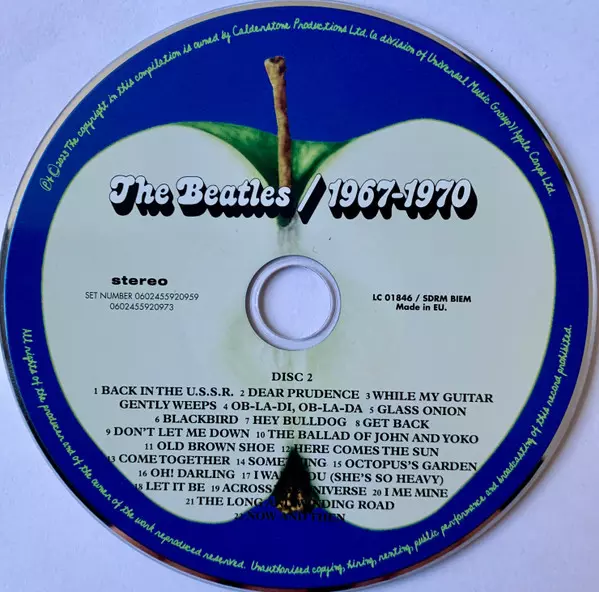 ℗ & © 2023 The copyright in this compilation is owned by Calderstone Productions Ltd. (a division of Universal Music Group)/Apple Corps Ltd.
The Beatles / 1967-1970
stereo
SET NUMBER 0602455920959
0602455920973
LC 01846 / SDRM BIEM
Made in EU.
DISC 2
1 BACK IN THE U.S.S.R. 2 DEAR PRUDENCE 3 WHILE MY GUITAR
GENTLY WEEPS 4 OB-LA-DI, OB-LA-DA 5 GLASS ONION
6 BLACKBIRD 7 HEY BULLDOG 8 GET BACK
9 DON'T LET ME DOWN 10 THE BALLAD OF JOHN AND YOKO
11 OLD BROWN SHOE 12 HERE COMES THE SUN
13 COME TOGETHER 14 SOMETHING 15 OCTOPUS'S GARDEN
16 OH! DARLING 17 I WANT YOU (SHE'S SO HEAVY)
18 LET IT BE 19 ACROSS THE UNIVERSE 20 I ME MINE
21 THE LONG AND WINDING ROAD
22 NOW AND THEN
All rights of the producer and of the owner of the work reproduced reserved. Unauthorised copying, hiring, renting, public performance and broadcasting of this record prohibited.